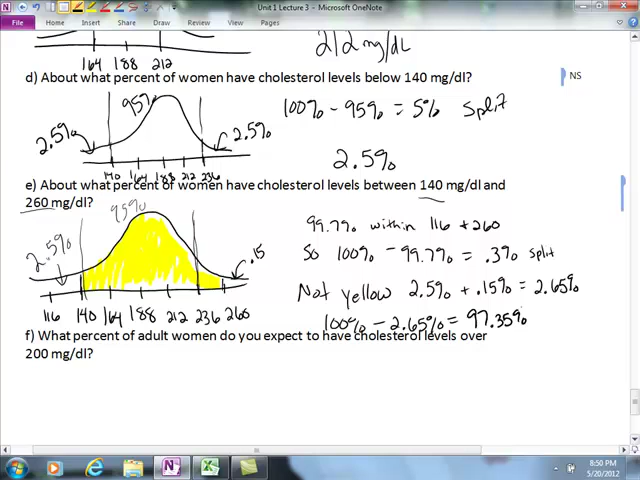 Unit 1 Lecture 3 - Microsoft OneNote
File Home Insert Share Draw Review View
164 188 212
212 mg/dL
d) About what percent of women have cholesterol levels below 140 mg/dl?
NS
95%
2.5%
2.5%
140 164 188 212 236
100% - 95% = 5% split
2.5%
e) About what percent of women have cholesterol levels between 140 mg/dl and
260 mg/dl?
95%
2.5%
.15
116 140 164 188 212 236 260
99.7% within 116 + 260
So 100% - 99.7% = .3% split
Not yellow 2.5% + .15% = 2.65%
100% - 2.65% = 97.35%
f) What percent of adult women do you expect to have cholesterol levels over
200 mg/dl?
8:50 PM
5/20/2012